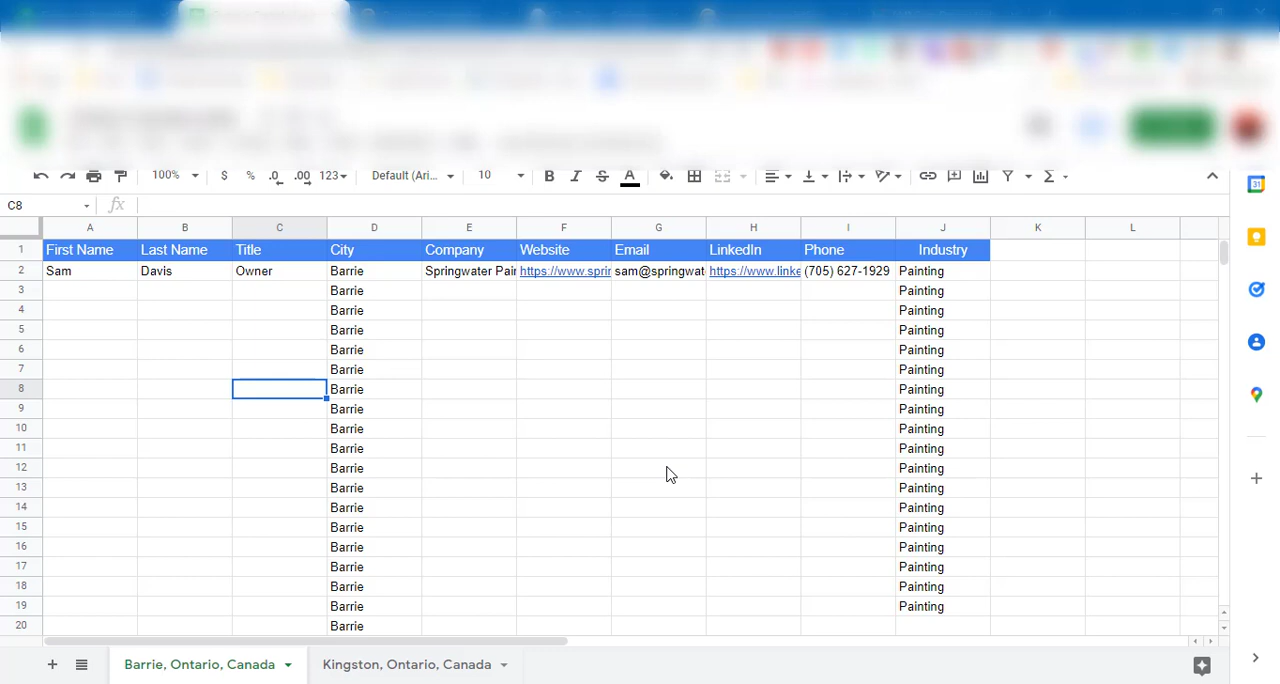 100% $ % .0 .00 123 Default (Ari... 10 B I S A Σ
C8 fx
A B C D E F G H I J K L
1 First Name Last Name Title City Company Website Email LinkedIn Phone Industry
2 Sam Davis Owner Barrie Springwater Pain https://www.sprin sam@springwate https://www.linke (705) 627-1929 Painting
3 Barrie Painting
4 Barrie Painting
5 Barrie Painting
6 Barrie Painting
7 Barrie Painting
8 Barrie Painting
9 Barrie Painting
10 Barrie Painting
11 Barrie Painting
12 Barrie Painting
13 Barrie Painting
14 Barrie Painting
15 Barrie Painting
16 Barrie Painting
17 Barrie Painting
18 Barrie Painting
19 Barrie Painting
20 Barrie
Barrie, Ontario, Canada Kingston, Ontario, Canada
31